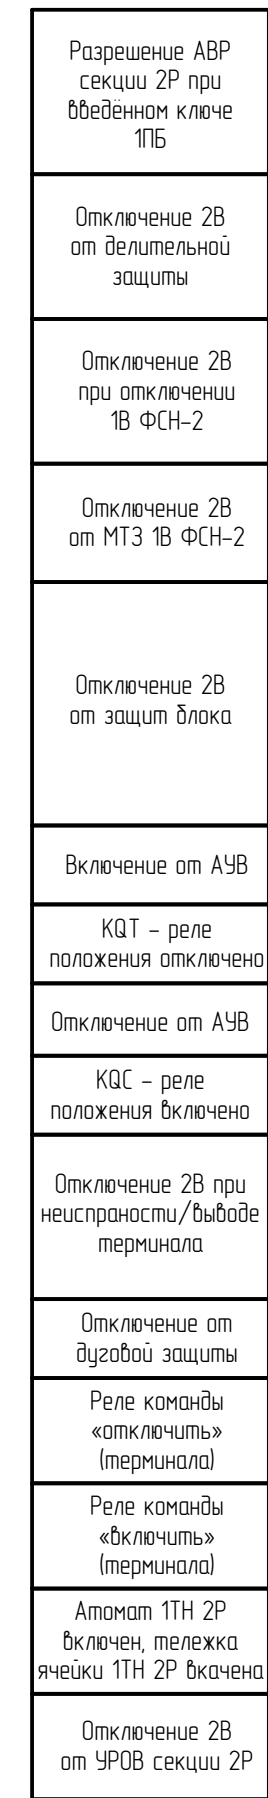 Разрешение АВР
секции 2Р при
введённом ключе
1ПБ
Отключение 2В
от делительной
защиты
Отключение 2В
при отключении
1В ФСН-2
Отключение 2В
от МТЗ 1В ФСН-2
Отключение 2В
от защит блока
Включение от АУВ
KQT - реле
положения отключено
Отключение от АУВ
KQC - реле
положения включено
Отключение 2В при
неиспраности/выводе
терминала
Отключение от
дуговой защиты
Реле команды
«отключить»
(терминала)
Реле команды
«включить»
(терминала)
Атомат 1ТН 2Р
включен, тележка
ячейки 1ТН 2Р вкачена
Отключение 2В
от УРОВ секции 2Р